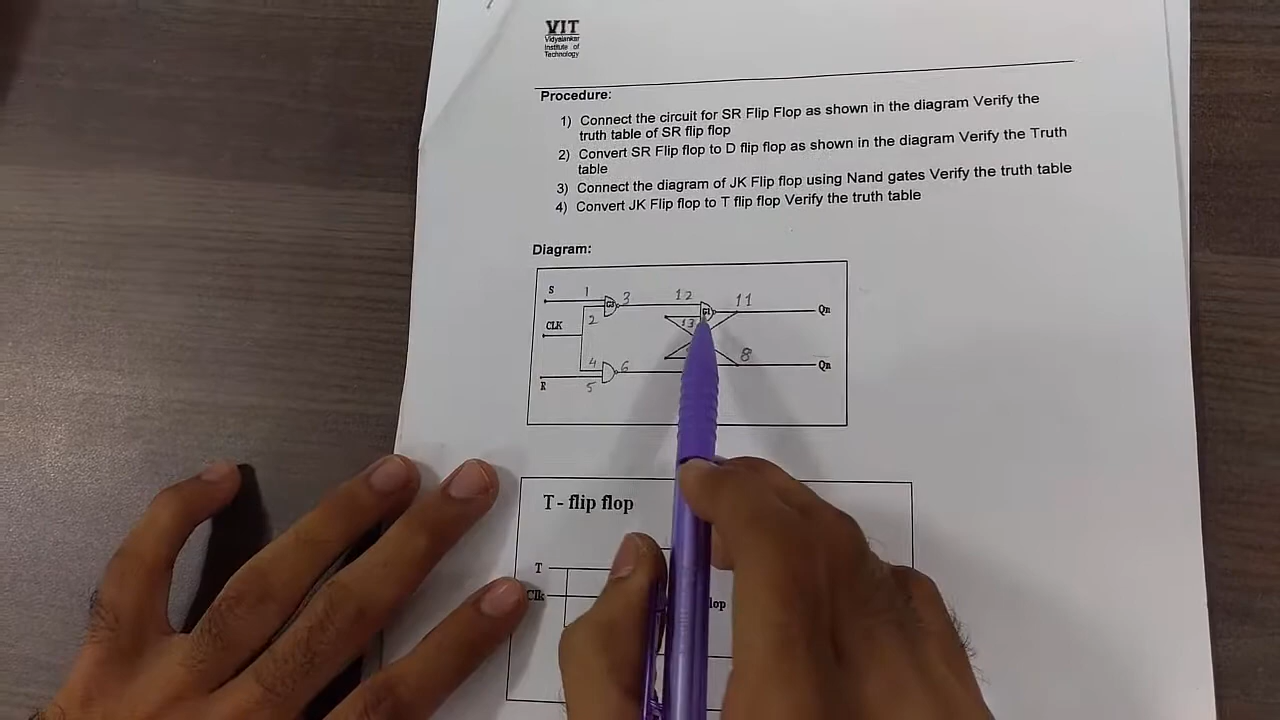 VIT
Vidyalankar
Institute of
Technology
Procedure:
1) Connect the circuit for SR Flip Flop as shown in the diagram Verify the
truth table of SR flip flop
2) Convert SR Flip flop to D flip flop as shown in the diagram Verify the Truth
table
3) Connect the diagram of JK Flip flop using Nand gates Verify the truth table
4) Convert JK Flip flop to T flip flop Verify the truth table
Diagram:
S 1 3 12 11 Qn
2 13
CLK
4 6 8 Qn
R 5
T - flip flop
T
Clk lop